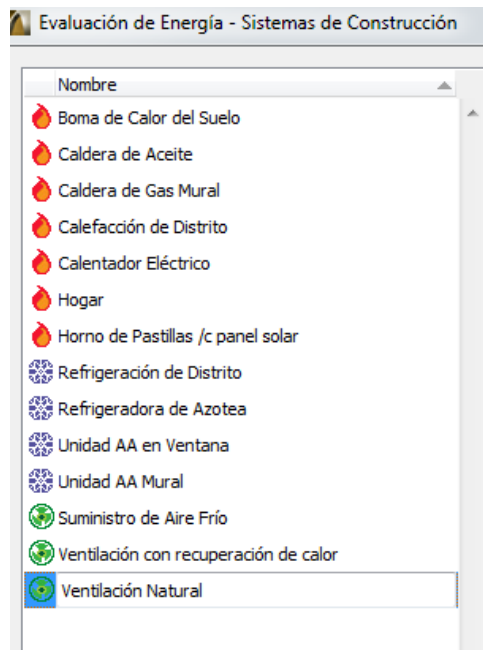 Evaluación de Energía - Sistemas de Construcción
Nombre
Boma de Calor del Suelo
Caldera de Aceite
Caldera de Gas Mural
Calefacción de Distrito
Calentador Eléctrico
Hogar
Horno de Pastillas /c panel solar
Refrigeración de Distrito
Refrigeradora de Azotea
Unidad AA en Ventana
Unidad AA Mural
Suministro de Aire Frío
Ventilación con recuperación de calor
Ventilación Natural